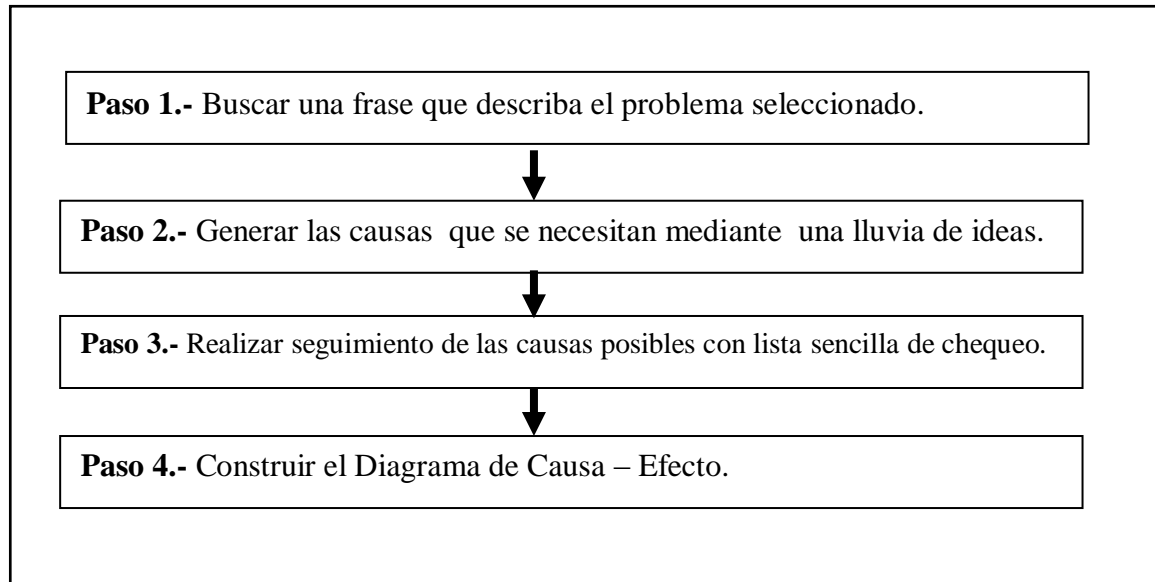 Paso 1.- Buscar una frase que describa el problema seleccionado.
Paso 2.- Generar las causas que se necesitan mediante una lluvia de ideas.
Paso 3.- Realizar seguimiento de las causas posibles con lista sencilla de chequeo.
Paso 4.- Construir el Diagrama de Causa – Efecto.